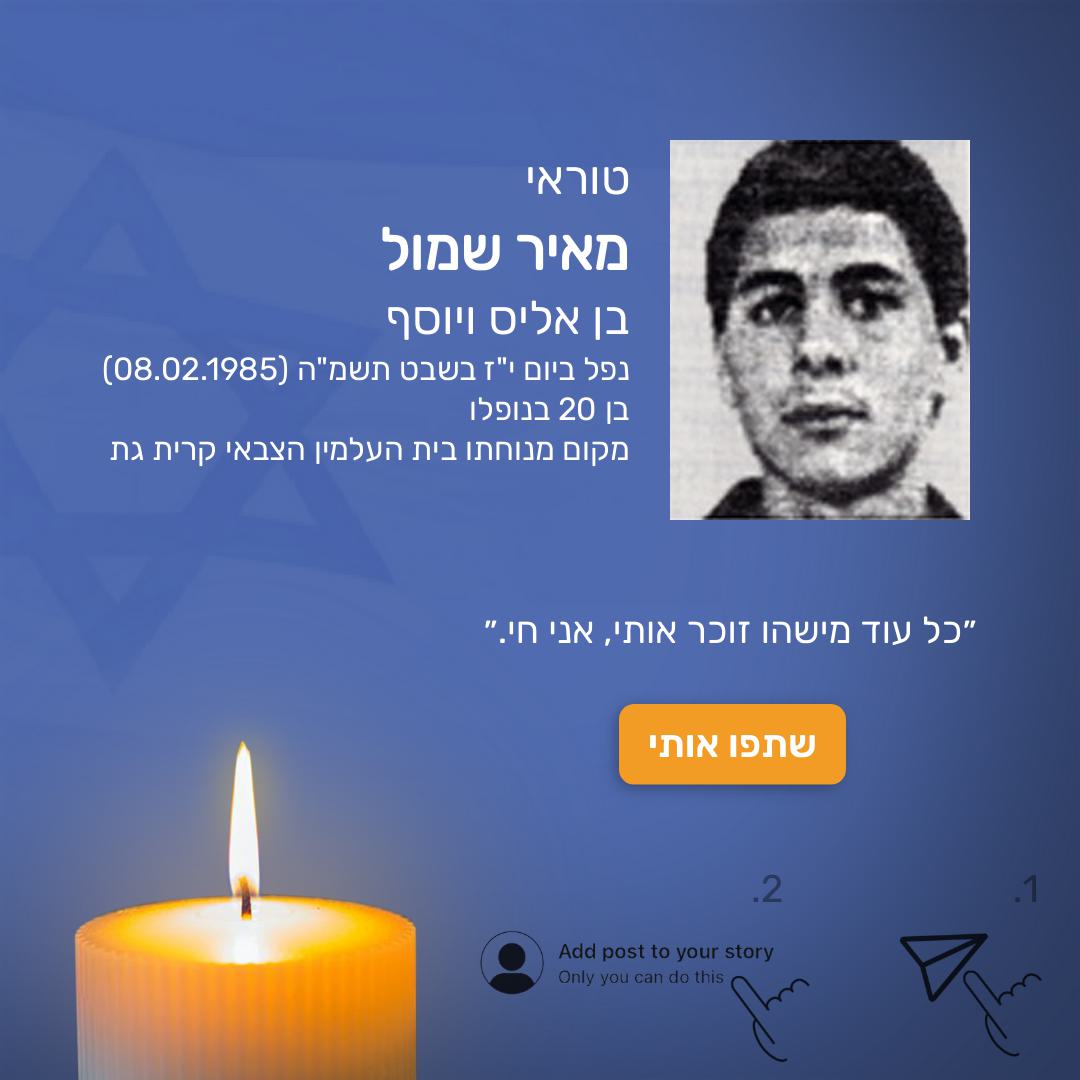 טוראי
מאיר שמול
בן אליס ויוסף
נפל ביום י"ז בשבט תשמ"ה (08.02.1985)
בן 20 בנופלו
מקום מנוחתו בית העלמין הצבאי קרית גת
״כל עוד מישהו זוכר אותי, אני חי.״
שתפו אותי
1.
2.
Add post to your story
Only you can do this